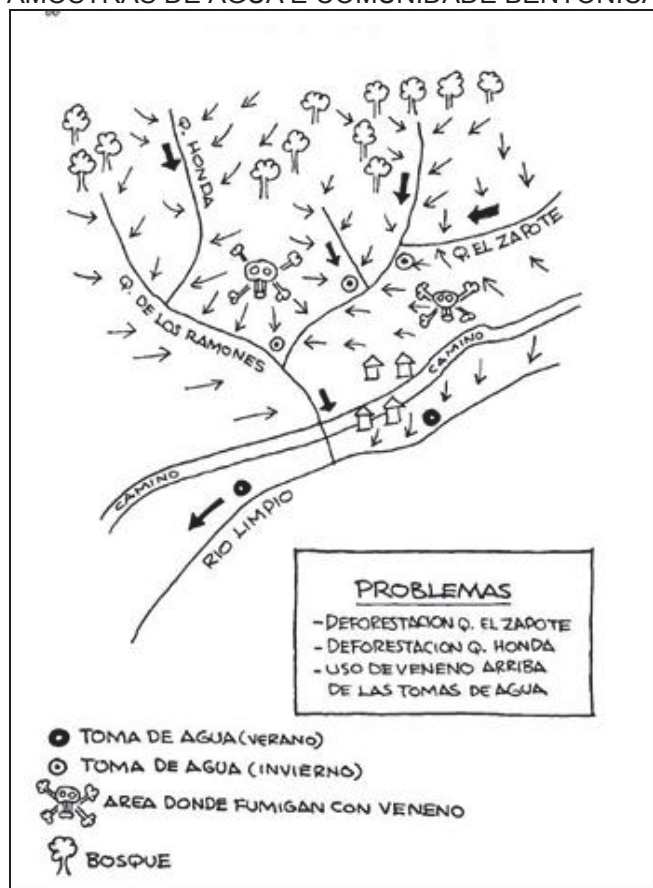 AMOSTRAS DE ÁGUA E COMUNIDADE BENTÔNICA
Q. HONDA
Q. EL ZAPOTE
Q. DE LOS RAMONES
CAMINO
CAMINO
RIO LIMPIO
PROBLEMAS
-DEFORESTACION Q. EL ZAPOTE
-DEFORESTACION Q. HONDA
-USO DE VENENO ARRIBA
DE LAS TOMAS DE AGUA
TOMA DE AGUA (VERANO)
TOMA DE AGUA (INVIERNO)
AREA DONDE FUMIGAN CON VENENO
BOSQUE